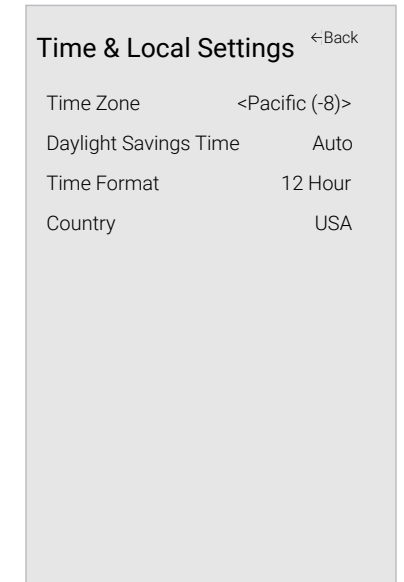 Time & Local Settings ←Back
Time Zone <Pacific (-8)>
Daylight Savings Time Auto
Time Format 12 Hour
Country USA